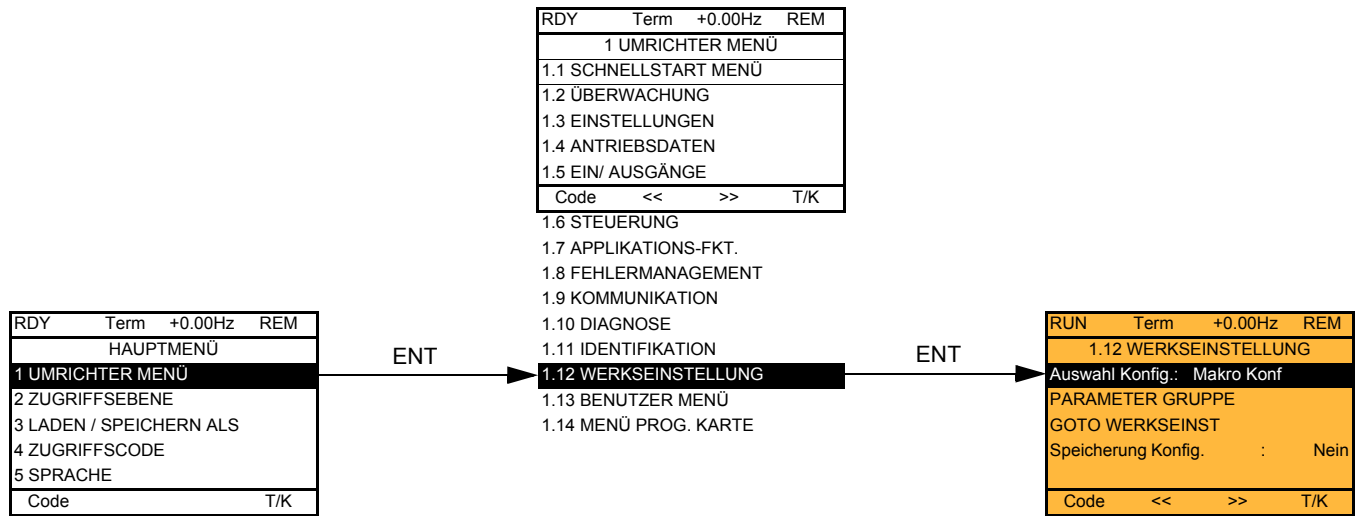 RDY Term +0.00Hz REM
1 UMRICHTER MENÜ
1.1 SCHNELLSTART MENÜ
1.2 ÜBERWACHUNG
1.3 EINSTELLUNGEN
1.4 ANTRIEBSDATEN
1.5 EIN/ AUSGÄNGE
Code << >> T/K
1.6 STEUERUNG
1.7 APPLIKATIONS-FKT.
1.8 FEHLERMANAGEMENT
1.9 KOMMUNIKATION
1.10 DIAGNOSE
1.11 IDENTIFIKATION
1.12 WERKSEINSTELLUNG
1.13 BENUTZER MENÜ
1.14 MENÜ PROG. KARTE
RDY Term +0.00Hz REM
HAUPTMENÜ
1 UMRICHTER MENÜ
2 ZUGRIFFSEBENE
3 LADEN / SPEICHERN ALS
4 ZUGRIFFSCODE
5 SPRACHE
Code T/K
ENT
ENT
RUN Term +0.00Hz REM
1.12 WERKSEINSTELLUNG
Auswahl Konfig.: Makro Konf
PARAMETER GRUPPE
GOTO WERKSEINST
Speicherung Konfig. : Nein
Code << >> T/K